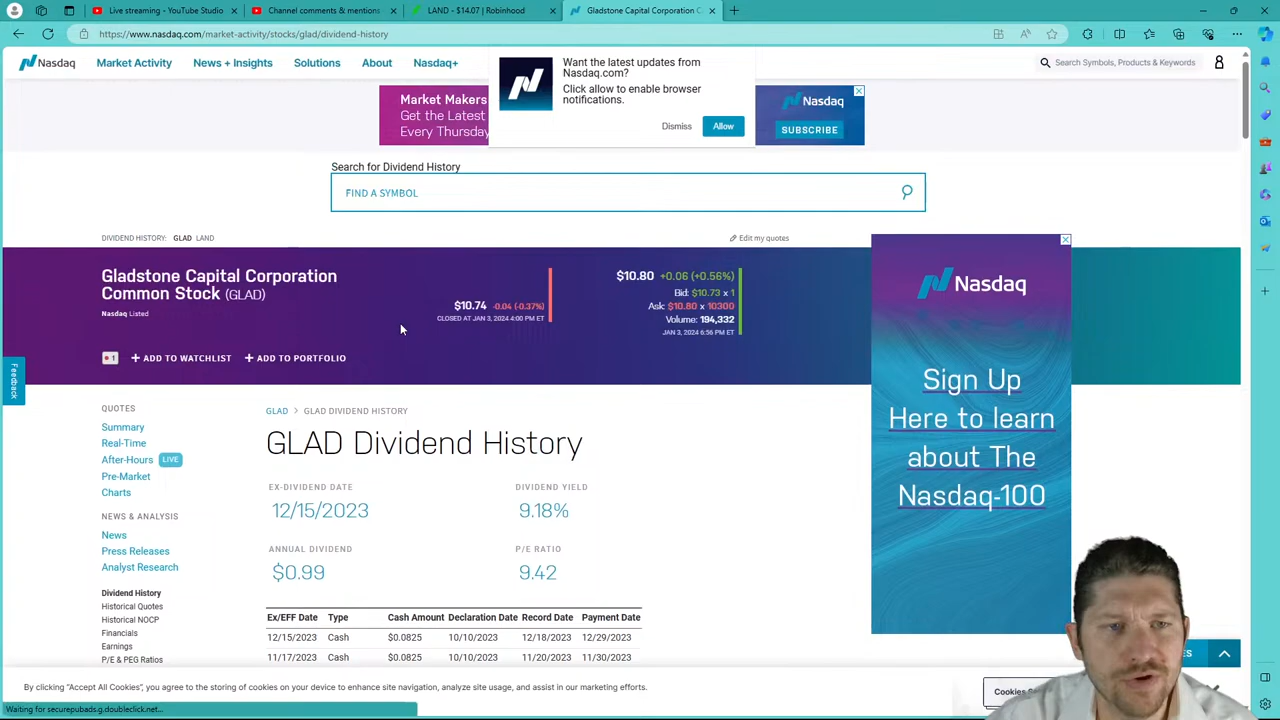 Live streaming - YouTube Studio
Channel comments & mentions
LAND - $14.07 | Robinhood
Gladstone Capital Corporation C
https://www.nasdaq.com/market-activity/stocks/glad/dividend-history
Nasdaq
Market Activity
News + Insights
Solutions
About
Nasdaq+
Search Symbols, Products & Keywords
Want the latest updates from
Nasdaq.com?
Click allow to enable browser
notifications.
Dismiss
Allow
Market Makers
Get the Latest
Every Thursday
Nasdaq
SUBSCRIBE
Search for Dividend History
FIND A SYMBOL
DIVIDEND HISTORY: GLAD LAND
Edit my quotes
Gladstone Capital Corporation
Common Stock (GLAD)
Nasdaq Listed
$10.74 -0.04 (-0.37%)
CLOSED AT JAN 3, 2024 4:00 PM ET
$10.80 +0.06 (+0.56%)
Bid: $10.73 x 1
Ask: $10.80 x 10300
Volume: 194,332
JAN 3, 2024 6:56 PM ET
1
+ ADD TO WATCHLIST
+ ADD TO PORTFOLIO
Feedback
Nasdaq
Sign Up
Here to learn
about The
Nasdaq-100
QUOTES
Summary
Real-Time
After-Hours LIVE
Pre-Market
Charts
NEWS & ANALYSIS
News
Press Releases
Analyst Research
Dividend History
Historical Quotes
Historical NOCP
Financials
Earnings
P/E & PEG Ratios
GLAD > GLAD DIVIDEND HISTORY
GLAD Dividend History
EX-DIVIDEND DATE
12/15/2023
DIVIDEND YIELD
9.18%
ANNUAL DIVIDEND
$0.99
P/E RATIO
9.42
Ex/EFF Date Type Cash Amount Declaration Date Record Date Payment Date
12/15/2023 Cash $0.0825 10/10/2023 12/18/2023 12/29/2023
11/17/2023 Cash $0.0825 10/10/2023 11/20/2023 11/30/2023
By clicking “Accept All Cookies”, you agree to the storing of cookies on your device to enhance site navigation, analyze site usage, and assist in our marketing efforts.
Cookies
Waiting for securepubads.g.doubleclick.net...